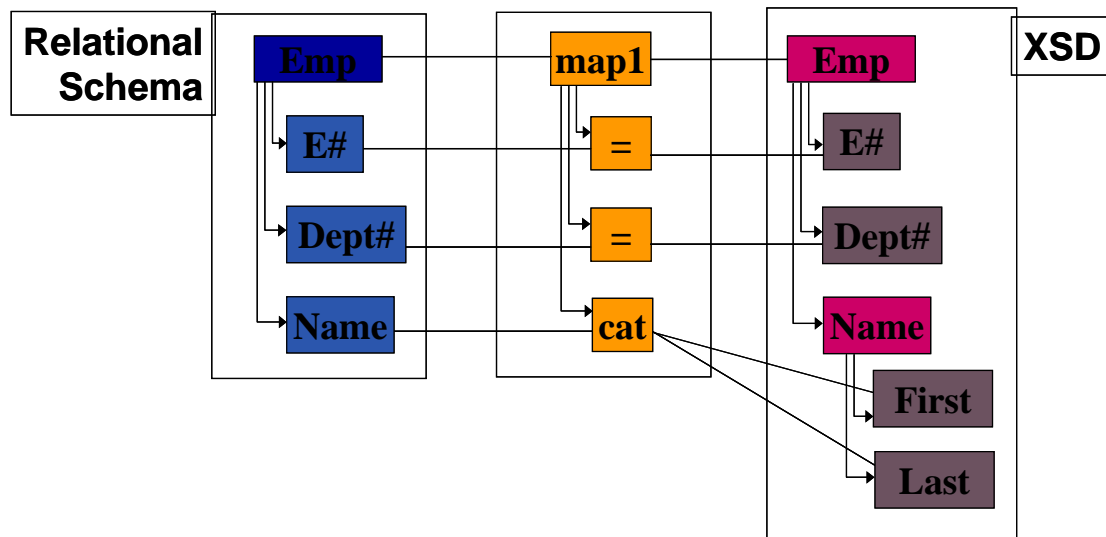 Relational
Schema
Emp
E#
Dept#
Name
map1
=
=
cat
XSD
Emp
E#
Dept#
Name
First
Last